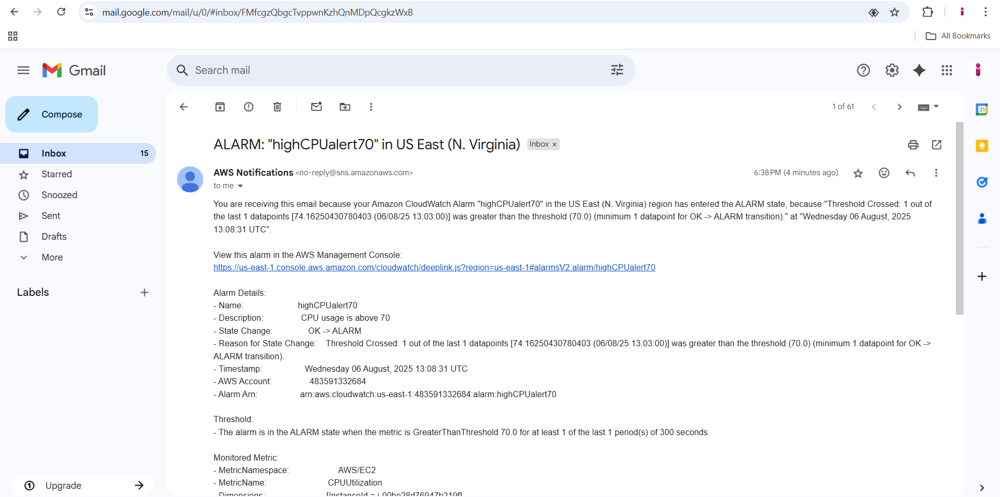 mail.google.com/mail/u/0/#inbox/FMfcgzQbgcTvppwnKzhQnMDpQcgkzWxB
All Bookmarks
Gmail
Search mail
Compose
1 of 61
Inbox 15
Starred
Snoozed
Sent
Drafts
More
Labels
Upgrade
ALARM: "highCPUalert70" in US East (N. Virginia) Inbox ×
AWS Notifications <no-reply@sns.amazonaws.com> 6:38 PM (4 minutes ago)
to me
You are receiving this email because your Amazon CloudWatch Alarm "highCPUalert70" in the US East (N. Virginia) region has entered the ALARM state, because "Threshold Crossed: 1 out of
the last 1 datapoints [74.16250430780403 (06/08/25 13:03:00)] was greater than the threshold (70.0) (minimum 1 datapoint for OK -> ALARM transition)." at "Wednesday 06 August, 2025
13:08:31 UTC".
View this alarm in the AWS Management Console:
https://us-east-1.console.aws.amazon.com/cloudwatch/deeplink.js?region=us-east-1#alarmsV2:alarm/highCPUalert70
Alarm Details:
- Name: highCPUalert70
- Description: CPU usage is above 70
- State Change: OK -> ALARM
- Reason for State Change: Threshold Crossed: 1 out of the last 1 datapoints [74.16250430780403 (06/08/25 13:03:00)] was greater than the threshold (70.0) (minimum 1 datapoint for OK ->
ALARM transition).
- Timestamp: Wednesday 06 August, 2025 13:08:31 UTC
- AWS Account: 483591332684
- Alarm Arn: arn:aws:cloudwatch:us-east-1:483591332684:alarm:highCPUalert70
Threshold:
- The alarm is in the ALARM state when the metric is GreaterThanThreshold 70.0 for at least 1 of the last 1 period(s) of 300 seconds.
Monitored Metric:
- MetricNamespace: AWS/EC2
- MetricName: CPUUtilization
- Dimensions: [InstanceId =
31